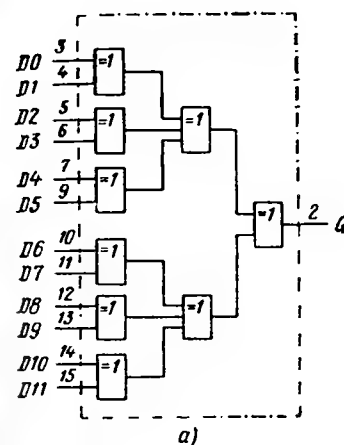 D0 3
D1 4
=1
D2 5
D3 6
=1
=1
D4 7
D5 9
=1
=1
2 Q
D6 10
D7 11
=1
D8 12
D9 13
=1
=1
D10 14
D11 15
=1
а)